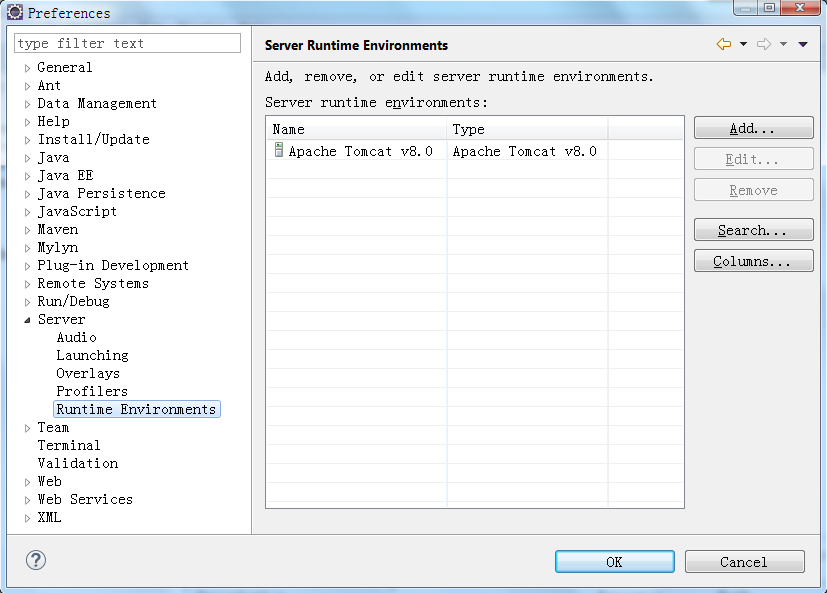 Preferences
type filter text
General
Ant
Data Management
Help
Install/Update
Java
Java EE
Java Persistence
JavaScript
Maven
Mylyn
Plug-in Development
Remote Systems
Run/Debug
Server
Audio
Launching
Overlays
Profilers
Runtime Environments
Team
Terminal
Validation
Web
Web Services
XML
Server Runtime Environments
Add, remove, or edit server runtime environments.
Server runtime environments:
Name Type
Apache Tomcat v8.0 Apache Tomcat v8.0
Add...
Edit...
Remove
Search...
Columns...
?
OK Cancel